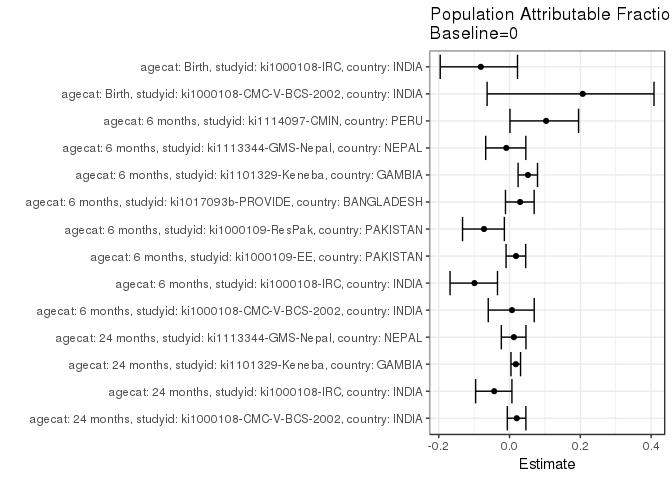 Population Attributable Fractio
Baseline=0
agecat: Birth, studyid: ki1000108-IRC, country: INDIA
agecat: Birth, studyid: ki1000108-CMC-V-BCS-2002, country: INDIA
agecat: 6 months, studyid: ki1114097-CMIN, country: PERU
agecat: 6 months, studyid: ki1113344-GMS-Nepal, country: NEPAL
agecat: 6 months, studyid: ki1101329-Keneba, country: GAMBIA
agecat: 6 months, studyid: ki1017093b-PROVIDE, country: BANGLADESH
agecat: 6 months, studyid: ki1000109-ResPak, country: PAKISTAN
agecat: 6 months, studyid: ki1000109-EE, country: PAKISTAN
agecat: 6 months, studyid: ki1000108-IRC, country: INDIA
agecat: 6 months, studyid: ki1000108-CMC-V-BCS-2002, country: INDIA
agecat: 24 months, studyid: ki1113344-GMS-Nepal, country: NEPAL
agecat: 24 months, studyid: ki1101329-Keneba, country: GAMBIA
agecat: 24 months, studyid: ki1000108-IRC, country: INDIA
agecat: 24 months, studyid: ki1000108-CMC-V-BCS-2002, country: INDIA
-0.2 0.0 0.2 0.4
Estimate